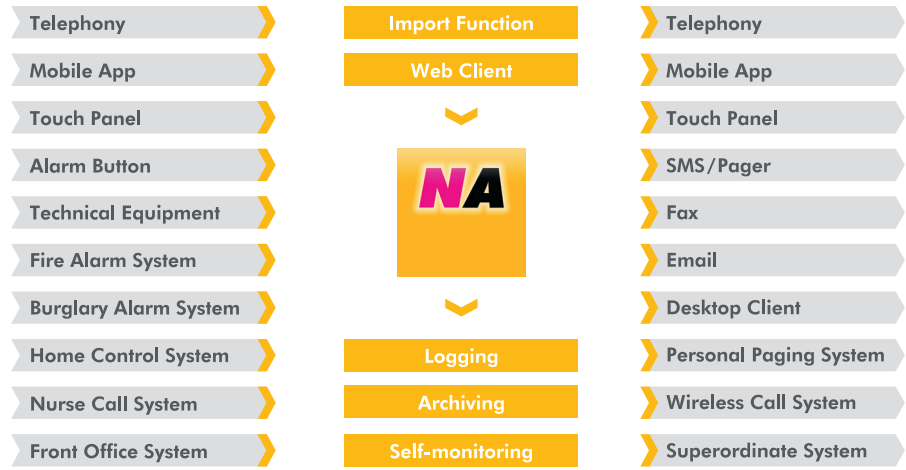 Telephony
Mobile App
Touch Panel
Alarm Button
Technical Equipment
Fire Alarm System
Burglary Alarm System
Home Control System
Nurse Call System
Front Office System
Import Function
Web Client
NA
Logging
Archiving
Self-monitoring
Telephony
Mobile App
Touch Panel
SMS/Pager
Fax
Email
Desktop Client
Personal Paging System
Wireless Call System
Superordinate System